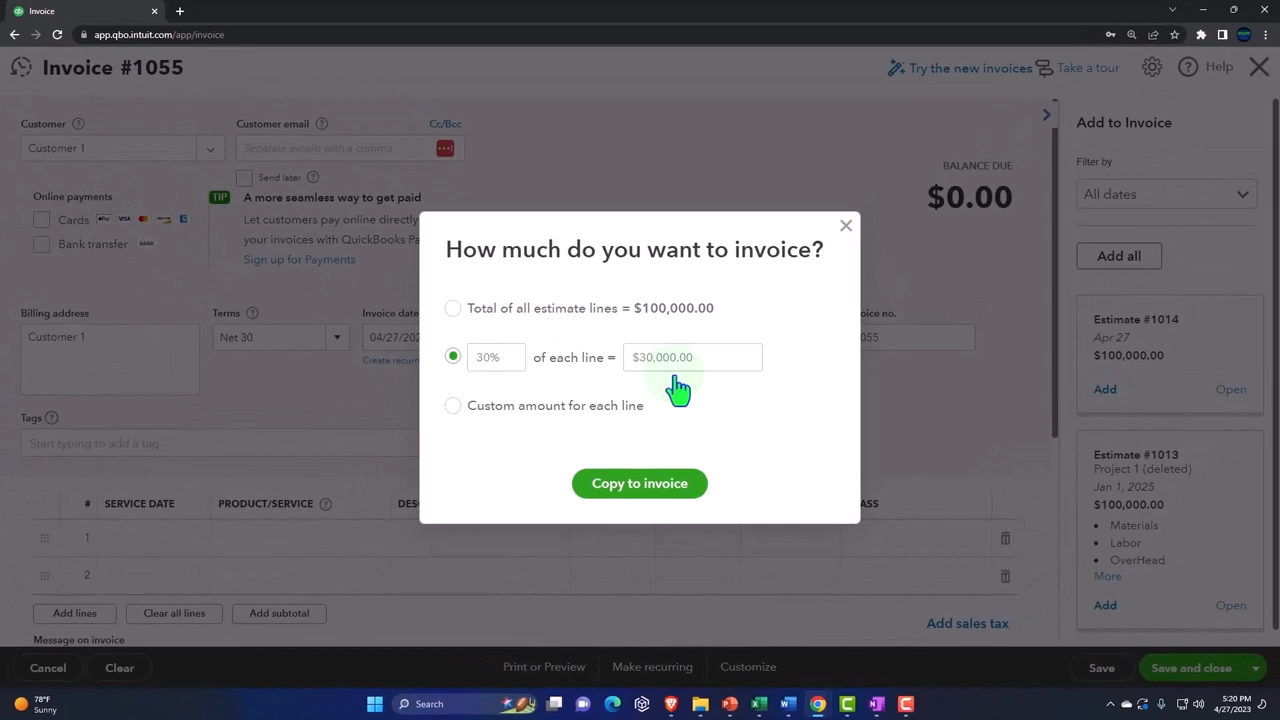 Invoice
app.qbo.intuit.com/app/invoice
Invoice #1055
Try the new invoices
Take a tour
Help
Customer
Customer email
Cc/Bcc
Customer 1
Separate emails with a comma
Send later
Online payments
Cards
Pay
VISA
Bank transfer
BANK
TIP
A more seamless way to get paid
Let customers pay online directly
your invoices with QuickBooks Pa
Sign up for Payments
BALANCE DUE
$0.00
Billing address
Customer 1
Terms
Net 30
Invoice date
04/27/20
Create recurr
voice no.
055
Tags
Start typing to add a tag
# SERVICE DATE PRODUCT/SERVICE DESC
ASS
1
2
Add lines
Clear all lines
Add subtotal
Message on invoice
Add sales tax
How much do you want to invoice?
Total of all estimate lines = $100,000.00
30% of each line = $30,000.00
Custom amount for each line
Copy to invoice
Add to Invoice
Filter by
All dates
Add all
Estimate #1014
Apr 27
$100,000.00
Add Open
Estimate #1013
Project 1 (deleted)
Jan 1, 2025
$100,000.00
• Materials
• Labor
• OverHead
More
Add Open
Cancel
Clear
Print or Preview
Make recurring
Customize
Save
Save and close
78°F
Sunny
Search
5:20 PM
4/27/2023